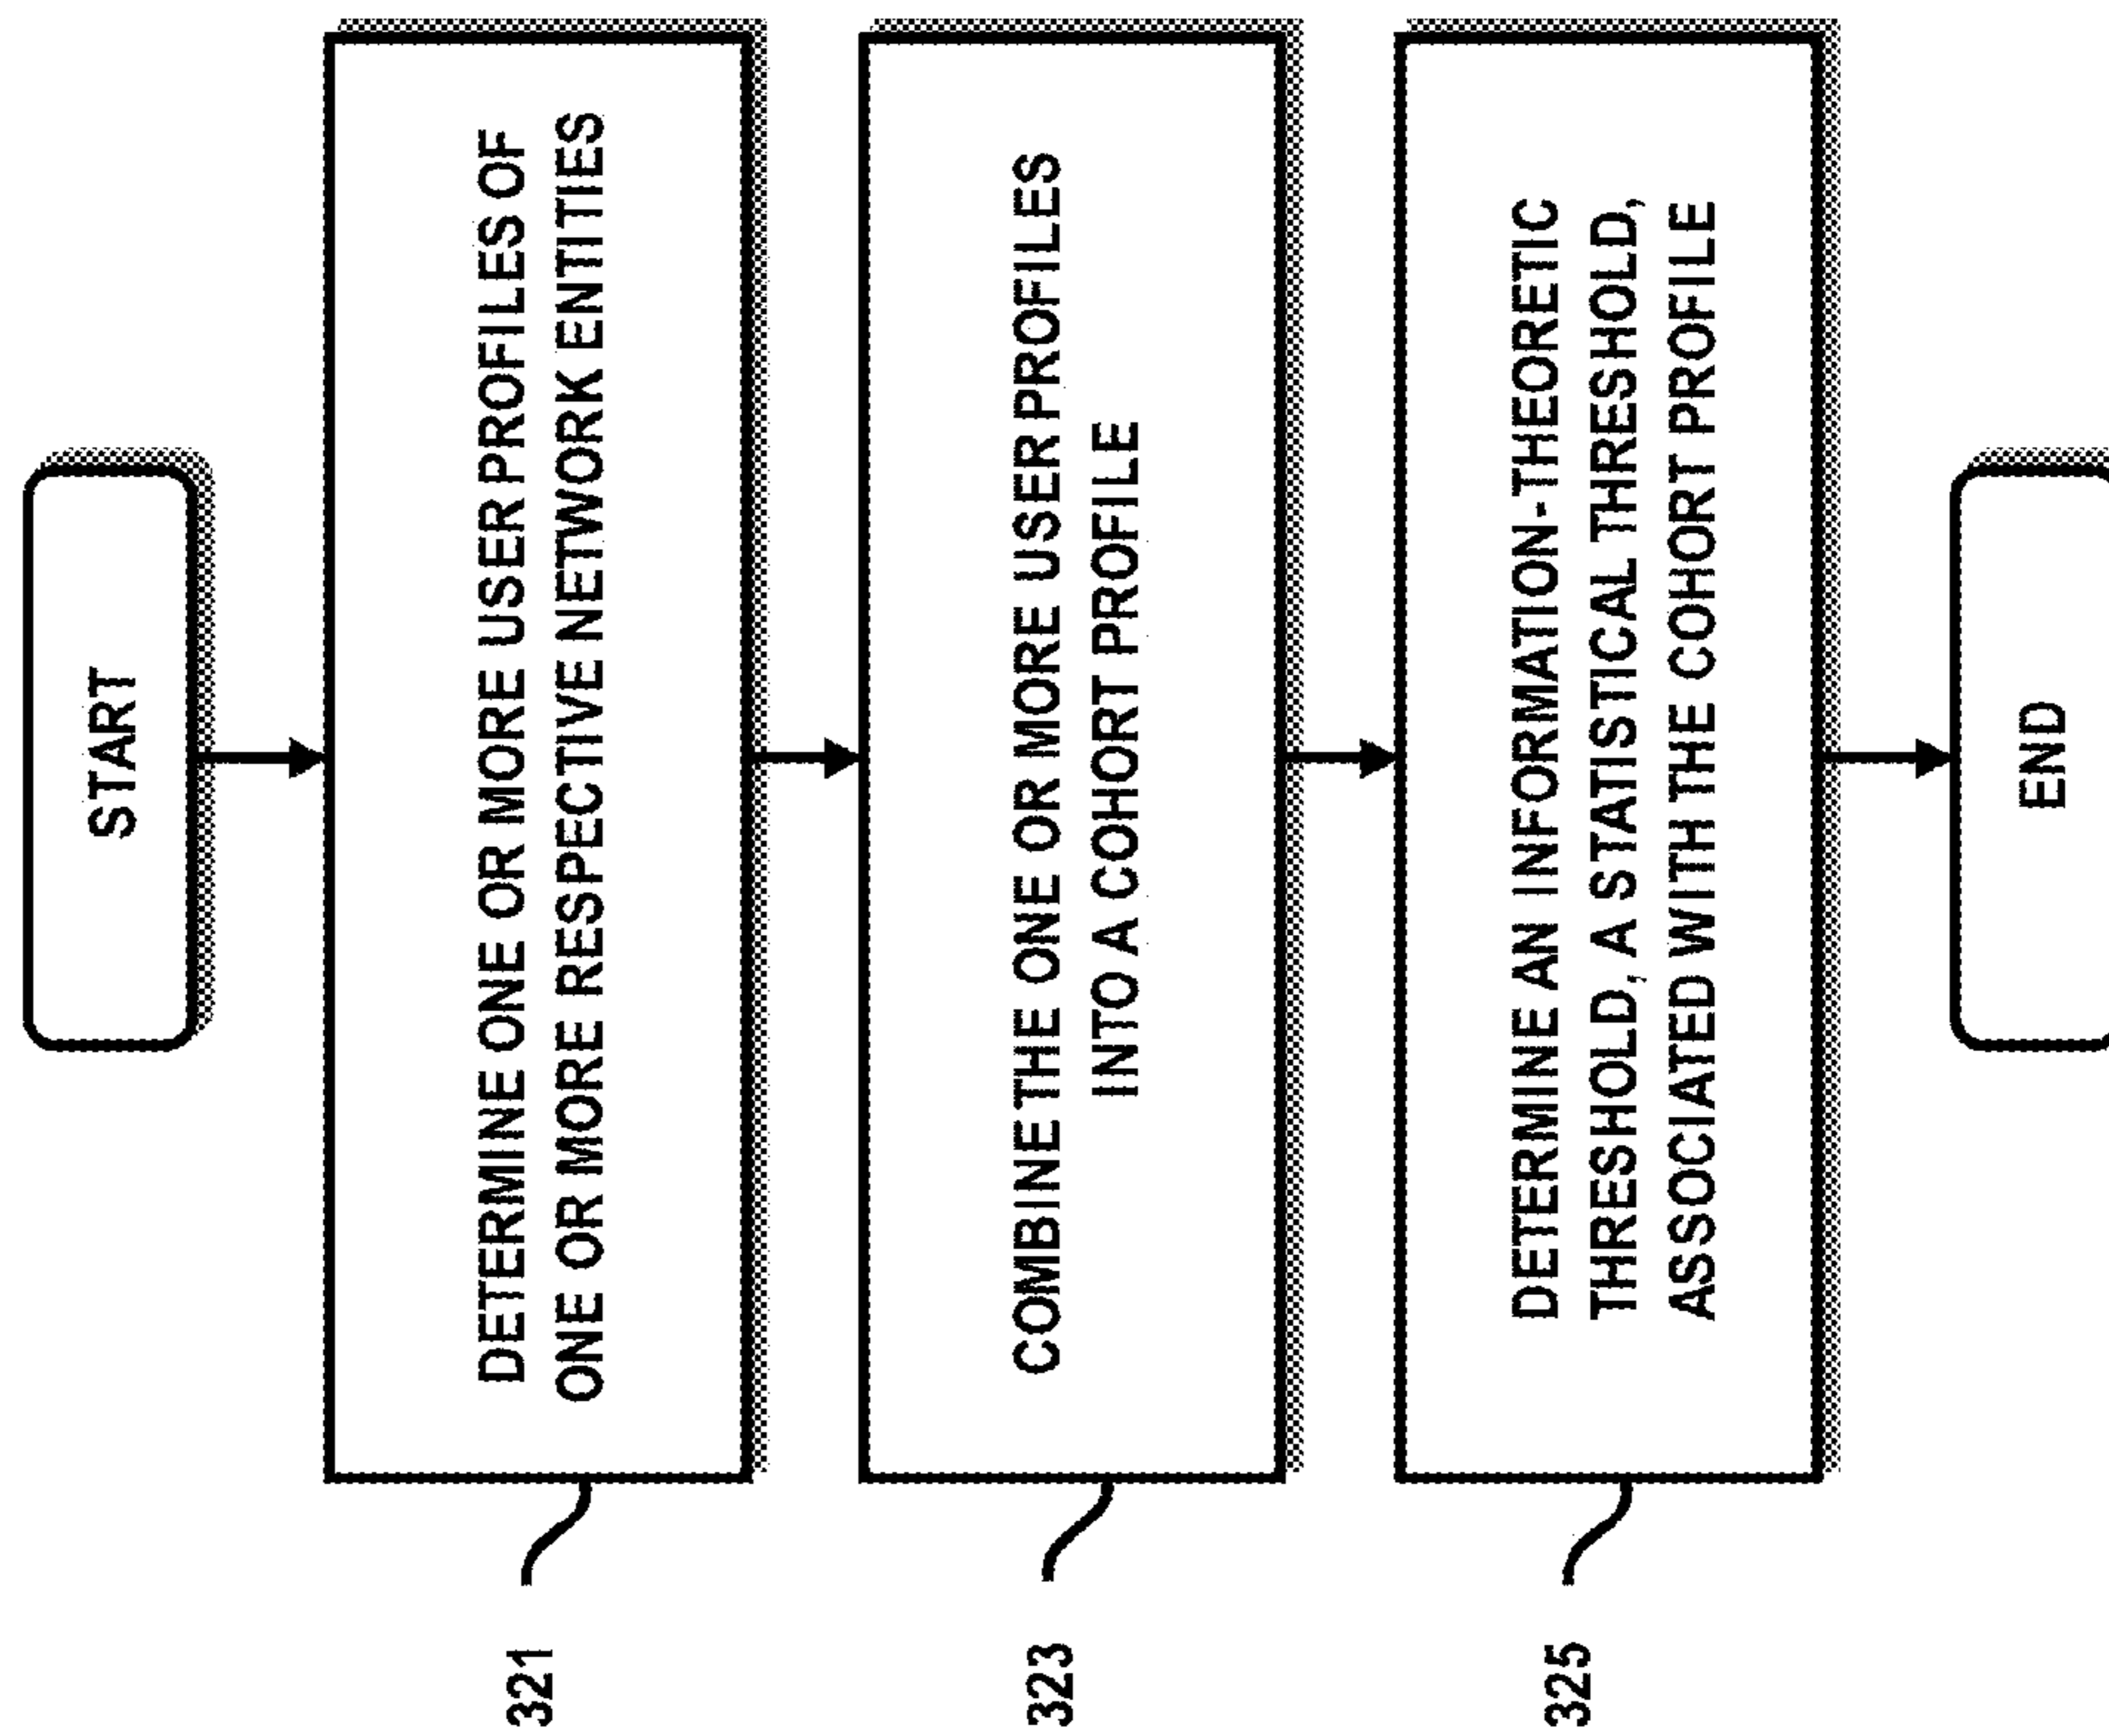 START
321
DETERMINE ONE OR MORE USER PROFILES OF
ONE OR MORE RESPECTIVE NETWORK ENTITIES
323
COMBINE THE ONE OR MORE USER PROFILES
INTO A COHORT PROFILE
325
DETERMINE AN INFORMATION-THEORETIC
THRESHOLD, A STATISTICAL THRESHOLD,
ASSOCIATED WITH THE COHORT PROFILE
END